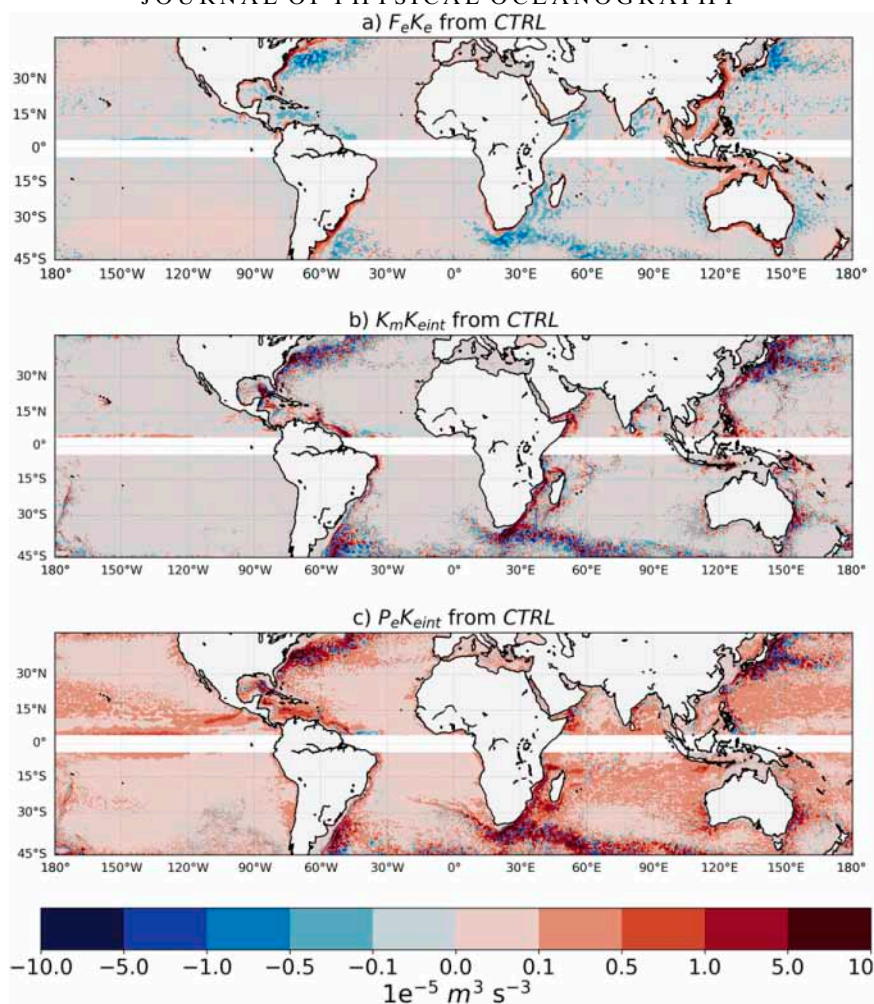 JOURNAL OF PHYSICAL OCEANOGRAPHY
a) FₑKₑ from CTRL
30°N
15°N
0°
15°S
30°S
45°S
180° 150°W 120°W 90°W 60°W 30°W 0° 30°E 60°E 90°E 120°E 150°E 180°
b) KₘKₑᵢₙₜ from CTRL
30°N
15°N
0°
15°S
30°S
45°S
180° 150°W 120°W 90°W 60°W 30°W 0° 30°E 60°E 90°E 120°E 150°E 180°
c) PₑKₑᵢₙₜ from CTRL
30°N
15°N
0°
15°S
30°S
45°S
180° 150°W 120°W 90°W 60°W 30°W 0° 30°E 60°E 90°E 120°E 150°E 180°
−10.0 −5.0 −1.0 −0.5 −0.1 0.0 0.1 0.5 1.0 5.0 10
1e⁻⁵ m³ s⁻³